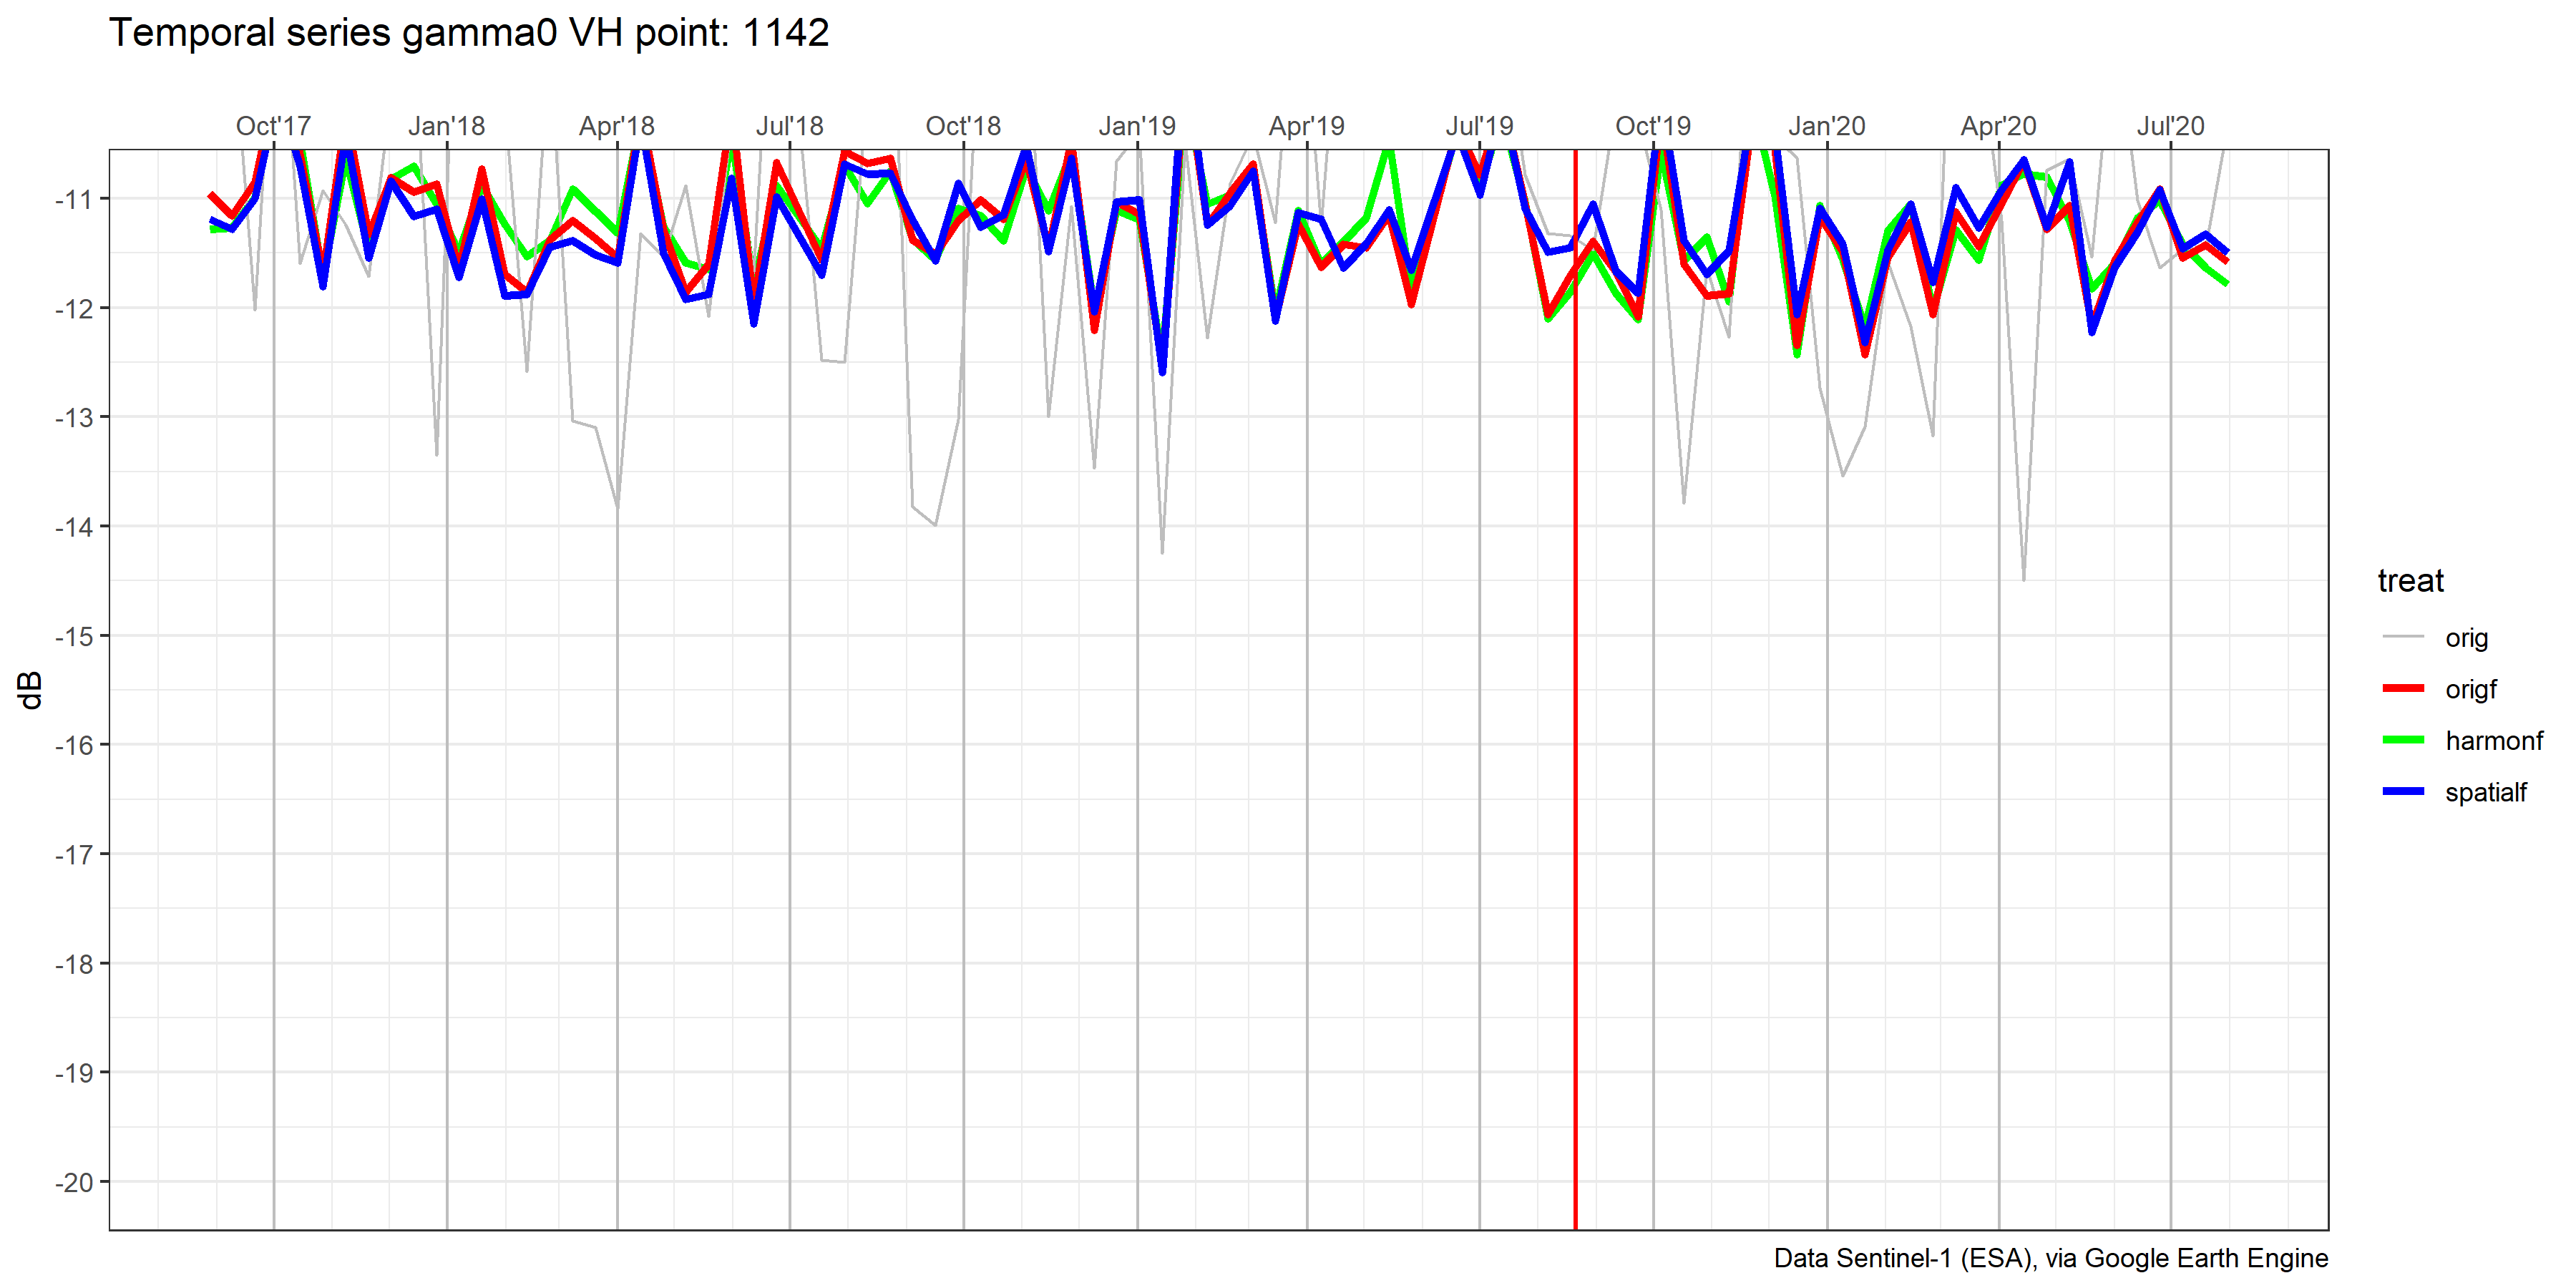 Temporal series gamma0 VH point: 1142
Oct'17 Jan'18 Apr'18 Jul'18 Oct'18 Jan'19 Apr'19 Jul'19 Oct'19 Jan'20 Apr'20 Jul'20
-11
-12
-13
-14
-15
-16
-17
-18
-19
-20
dB
treat
orig
origf
harmonf
spatialf
Data Sentinel-1 (ESA), via Google Earth Engine